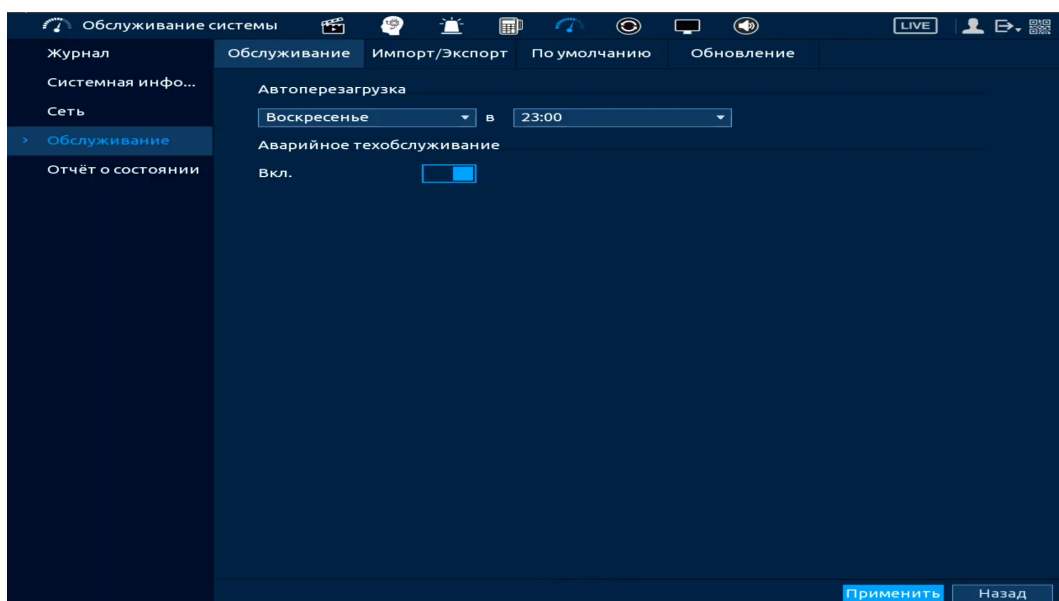 Обслуживание системы LIVE
Журнал
Обслуживание Импорт/Экспорт По умолчанию Обновление
Системная инфо...
Автоперезагрузка
Сеть
Воскресенье в 23:00
> Обслуживание
Аварийное техобслуживание
Отчёт о состоянии
Вкл.
Применить Назад